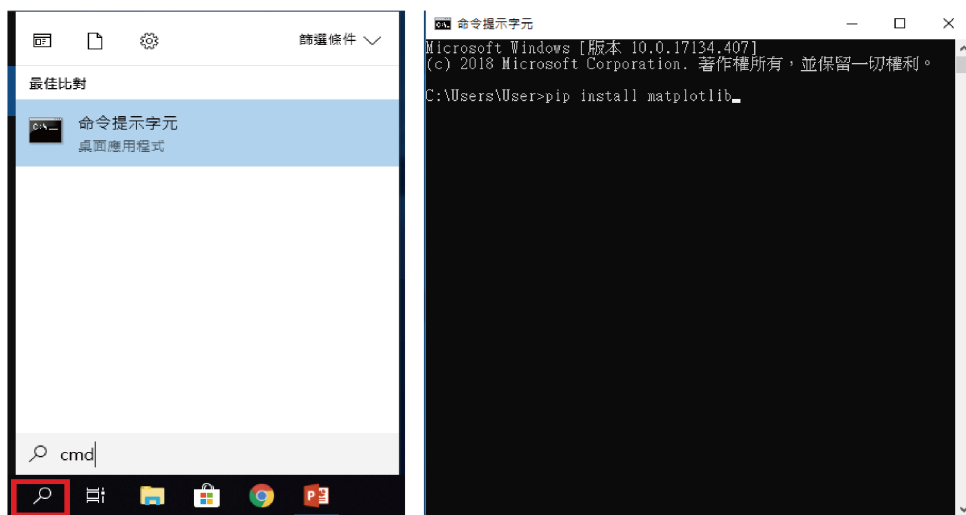 篩選條件
最佳比對
命令提示字元
桌面應用程式
cmd
命令提示字元
Microsoft Windows [版本 10.0.17134.407]
(c) 2018 Microsoft Corporation. 著作權所有，並保留一切權利。
C:\Users\User>pip install matplotlib_